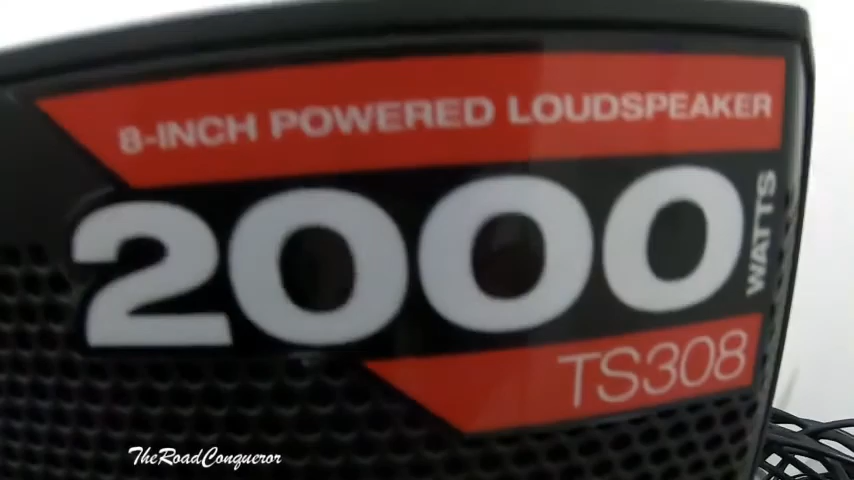 8-INCH POWERED LOUDSPEAKER
2000
WATTS
TS308
TheRoadConqueror